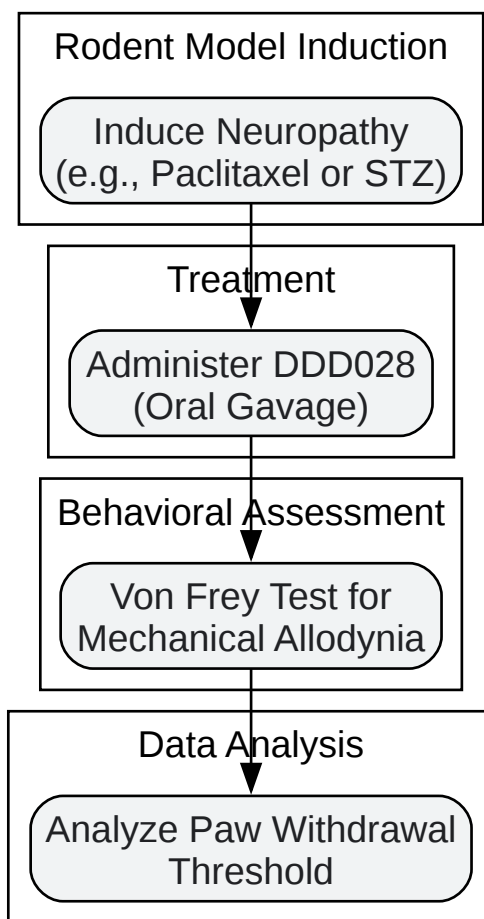 Rodent Model Induction
Induce Neuropathy
(e.g., Paclitaxel or STZ)
Treatment
Administer DDD028
(Oral Gavage)
Behavioral Assessment
Von Frey Test for
Mechanical Allodynia
Data Analysis
Analyze Paw Withdrawal
Threshold